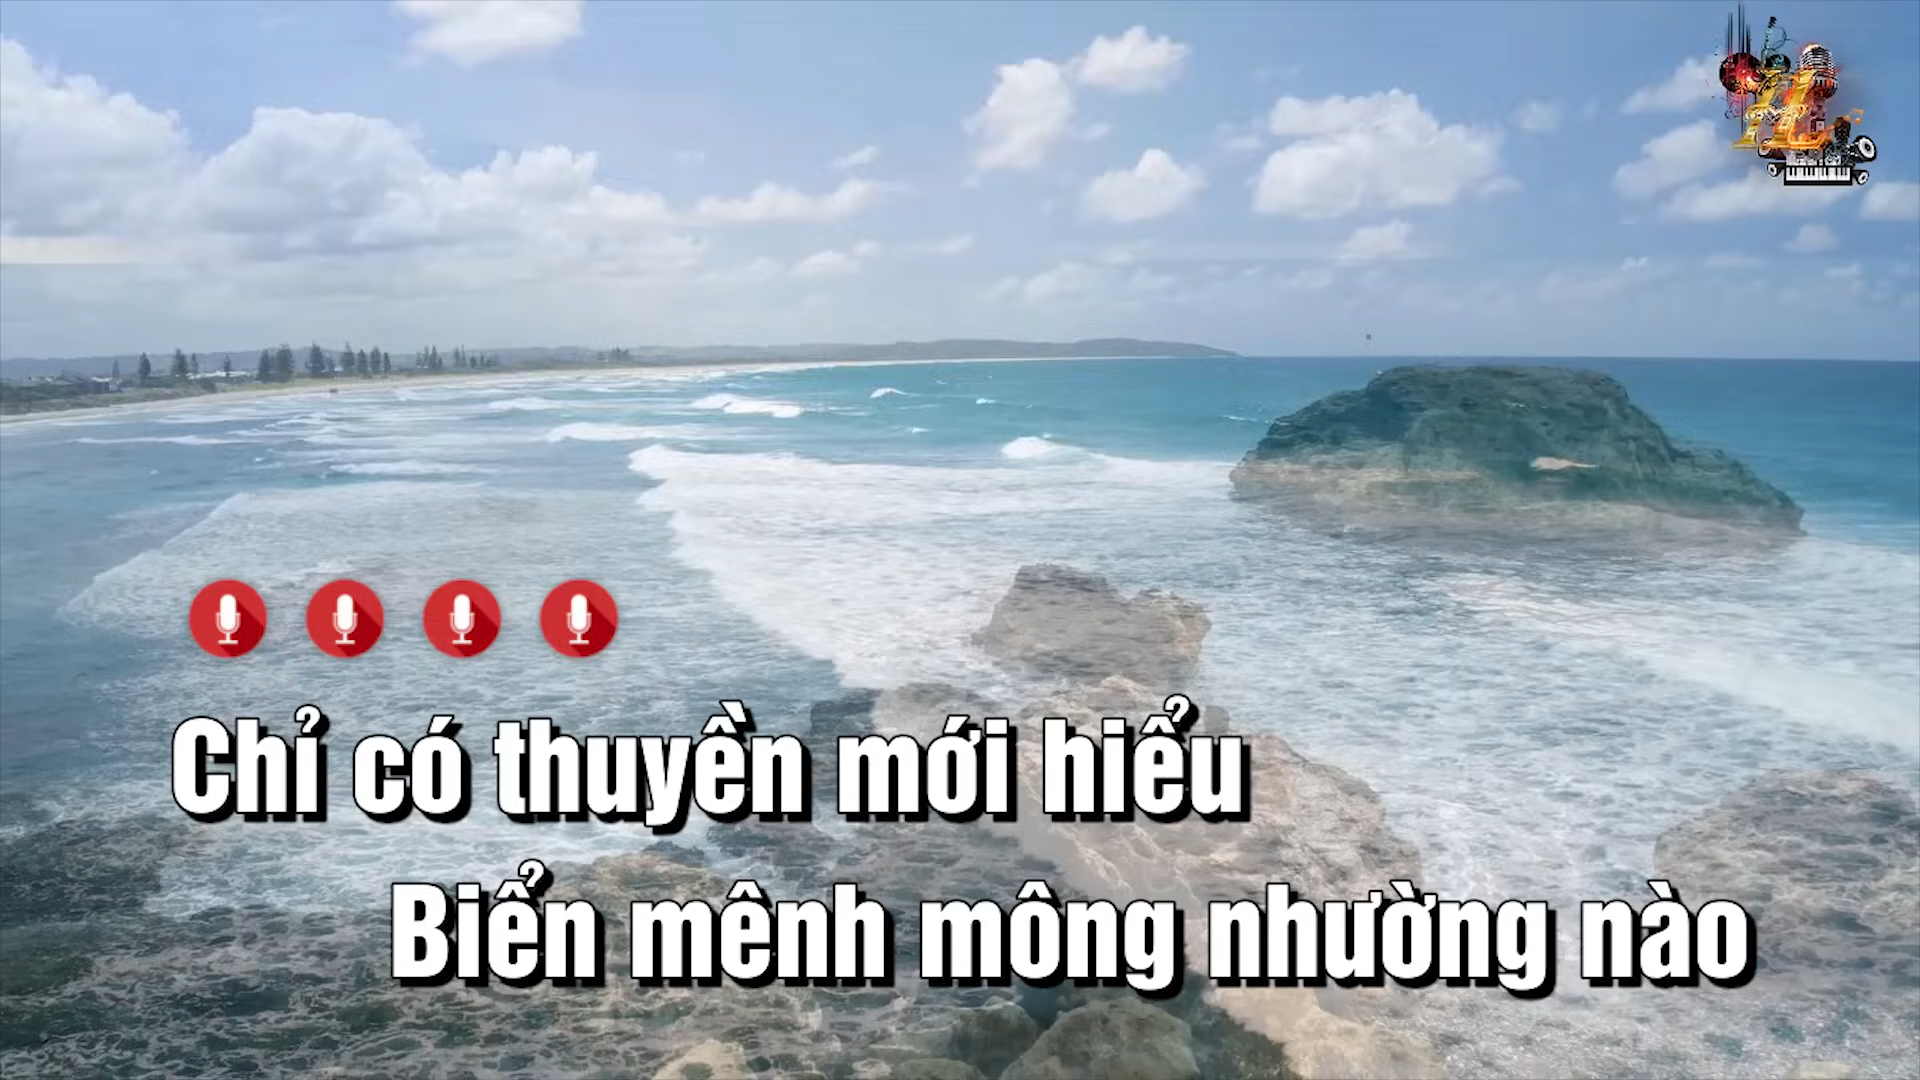 Chỉ có thuyền mới hiểu
Biển mênh mông nhường nào